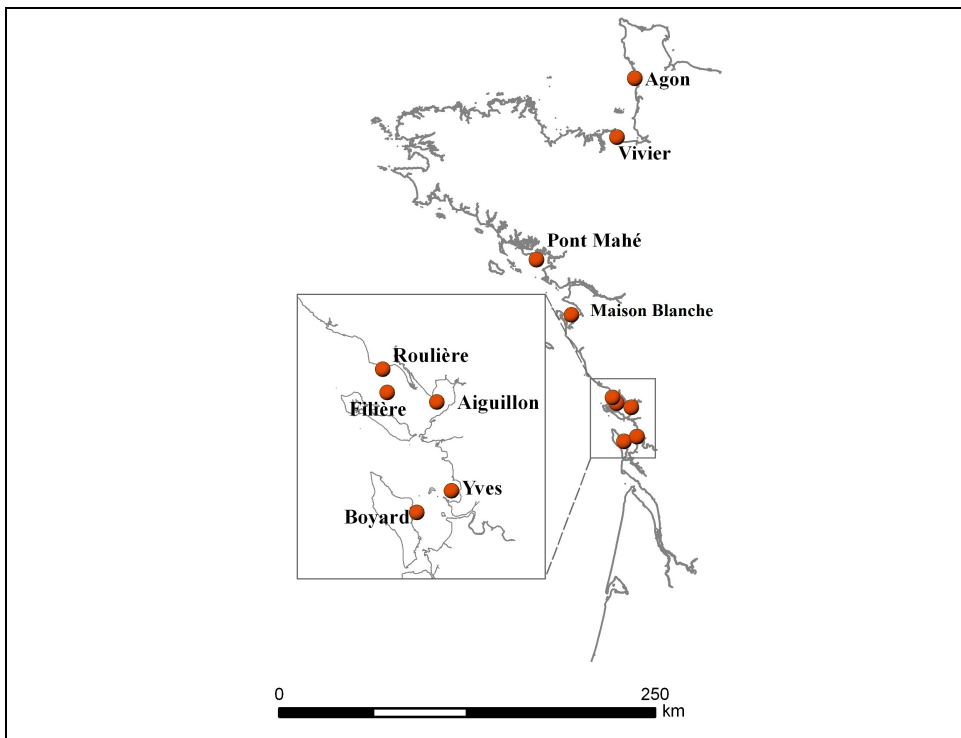 Agon
Vivier
Pont Mahé
Maison Blanche
Roulière
Filière
Aiguillon
Yves
Boyard
0
250
km